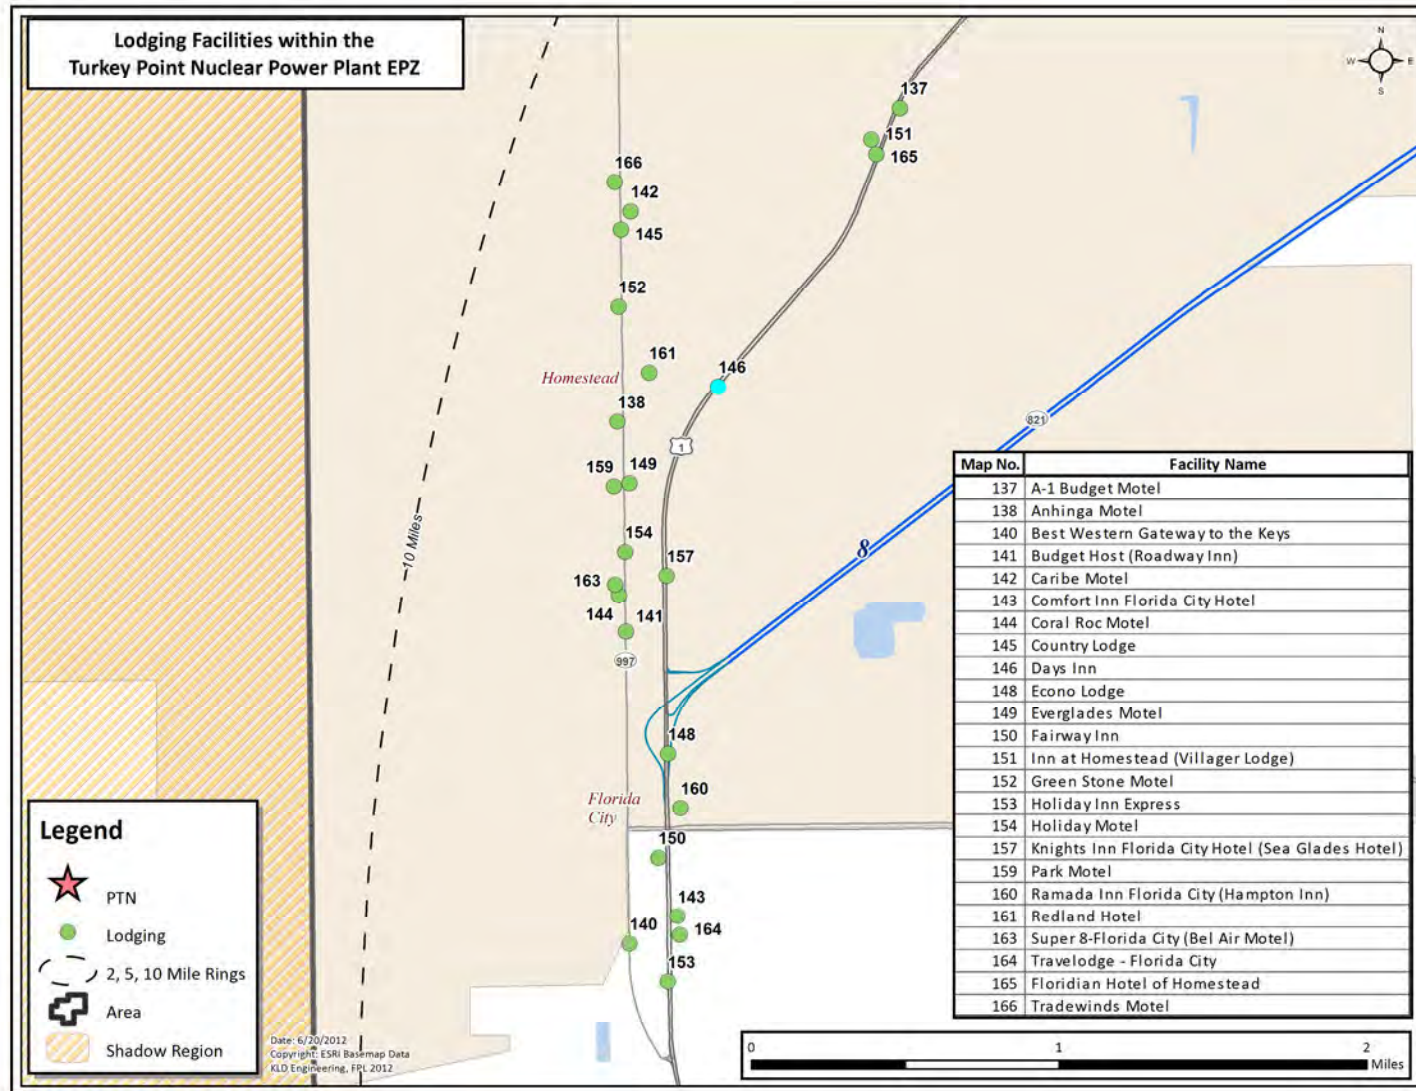 Lodging Facilities within the
Turkey Point Nuclear Power Plant EPZ
N
W E
S
137
151
165
166
142
145
152
161
146
Homestead
138
821
1
159
149
10 Miles
154
8
157
163
144
141
997
148
160
Florida
City
150
143
140
164
153
Map No. Facility Name
137 A-1 Budget Motel
138 Anhinga Motel
140 Best Western Gateway to the Keys
141 Budget Host (Roadway Inn)
142 Caribe Motel
143 Comfort Inn Florida City Hotel
144 Coral Roc Motel
145 Country Lodge
146 Days Inn
148 Econo Lodge
149 Everglades Motel
150 Fairway Inn
151 Inn at Homestead (Villager Lodge)
152 Green Stone Motel
153 Holiday Inn Express
154 Holiday Motel
157 Knights Inn Florida City Hotel (Sea Glades Hotel)
159 Park Motel
160 Ramada Inn Florida City (Hampton Inn)
161 Redland Hotel
163 Super 8-Florida City (Bel Air Motel)
164 Travelodge - Florida City
165 Floridian Hotel of Homestead
166 Tradewinds Motel
Legend
PTN
Lodging
2, 5, 10 Mile Rings
Area
Shadow Region
Date: 6/20/2012
Copyright: ESRI Basemap Data
KLD Engineering, FPL 2012
0 1 2
Miles